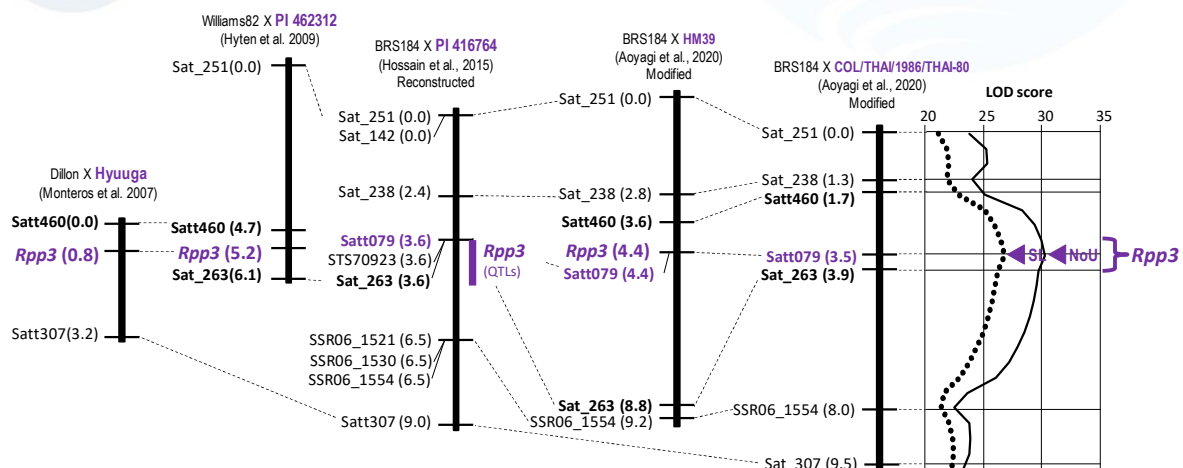 Williams82 X PI 462312
(Hyten et al. 2009)
Sat_251(0.0)
Satt460 (4.7)
Rpp3 (5.2)
Sat_263(6.1)
Dillon X Hyuuga
(Monteros et al. 2007)
Satt460(0.0)
Rpp3 (0.8)
Satt307(3.2)
BRS184 X PI 416764
(Hossain et al., 2015)
Reconstructed
Sat_251 (0.0)
Sat_142 (0.0)
Sat_238 (2.4)
Satt079 (3.6)
STS70923 (3.6)
Sat_263 (3.6)
Rpp3
(QTLs)
SSR06_1521 (6.5)
SSR06_1530 (6.5)
SSR06_1554 (6.5)
Satt307 (9.0)
BRS184 X HM39
(Aoyagi et al., 2020)
Modified
Sat_251 (0.0)
Sat_238 (2.8)
Satt460 (3.6)
Rpp3 (4.4)
Satt079 (4.4)
Sat_263 (8.8)
SSR06_1554 (9.2)
BRS184 X COL/THAI/1986/THAI-80
(Aoyagi et al., 2020)
Modified
Sat_251 (0.0)
Sat_238 (1.3)
Satt460 (1.7)
Satt079 (3.5)
Sat_263 (3.9)
SSR06_1554 (8.0)
Sat_307 (9.5)
LOD score
20 25 30 35
SL NoU Rpp3